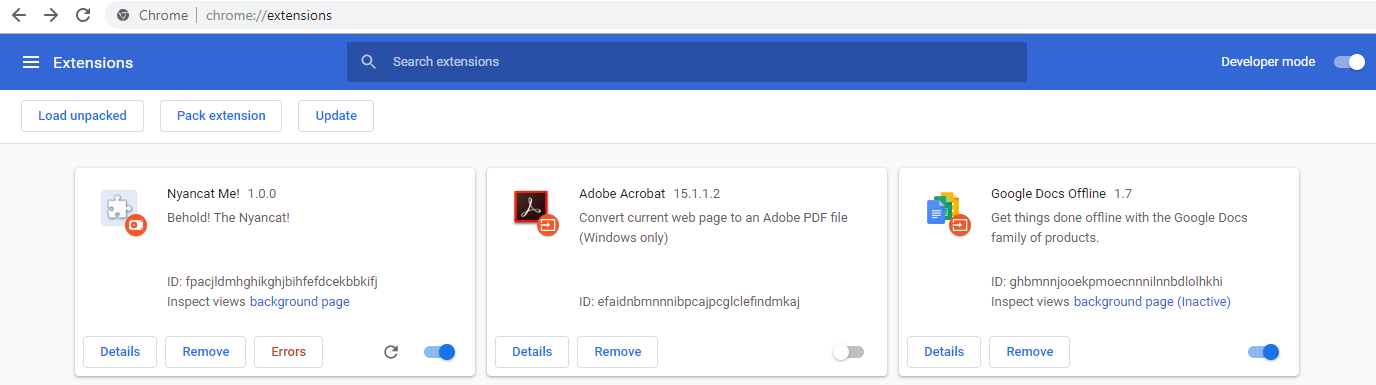 Chrome | chrome://extensions
Extensions
Search extensions
Developer mode
Load unpacked
Pack extension
Update
Nyancat Me! 1.0.0
Behold! The Nyancat!
ID: fpacjldmhghikghjbihfefdcekbbkifj
Inspect views background page
Details
Remove
Errors
Adobe Acrobat 15.1.1.2
Convert current web page to an Adobe PDF file
(Windows only)
ID: efaidnbmnnnibpcajpcglclefindmkaj
Details
Remove
Google Docs Offline 1.7
Get things done offline with the Google Docs
family of products.
ID: ghbmnnjooekpmoecnnnilnnbdlolhkhi
Inspect views background page (Inactive)
Details
Remove